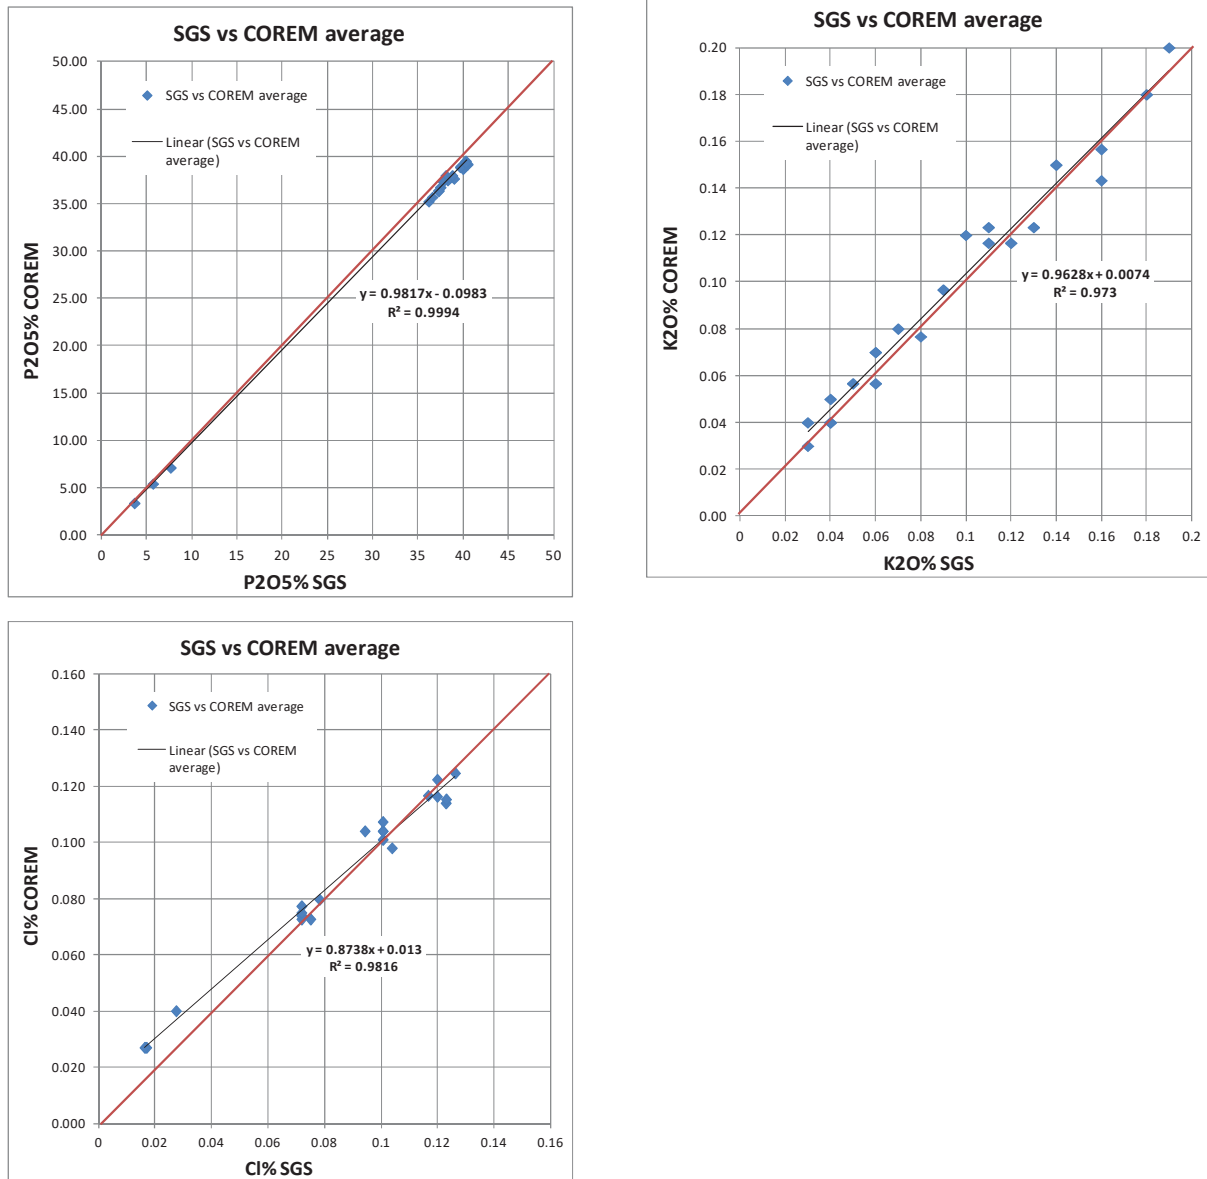 SGS vs COREM average
50.00
45.00
40.00
35.00
30.00
25.00
20.00
15.00
10.00
5.00
0.00
SGS vs COREM average
Linear (SGS vs COREM
average)
y = 0.9817x - 0.0983
R² = 0.9994
P2O5% COREM
0 5 10 15 20 25 30 35 40 45 50
P2O5% SGS
SGS vs COREM average
0.20
0.18
0.16
0.14
0.12
0.10
0.08
0.06
0.04
0.02
0.00
SGS vs COREM average
Linear (SGS vs COREM
average)
y = 0.9628x + 0.0074
R² = 0.973
K2O% COREM
0 0.02 0.04 0.06 0.08 0.1 0.12 0.14 0.16 0.18 0.2
K2O% SGS
SGS vs COREM average
0.160
0.140
0.120
0.100
0.080
0.060
0.040
0.020
0.000
SGS vs COREM average
Linear (SGS vs COREM
average)
y = 0.8738x + 0.013
R² = 0.9816
Cl% COREM
0 0.02 0.04 0.06 0.08 0.1 0.12 0.14 0.16
Cl% SGS